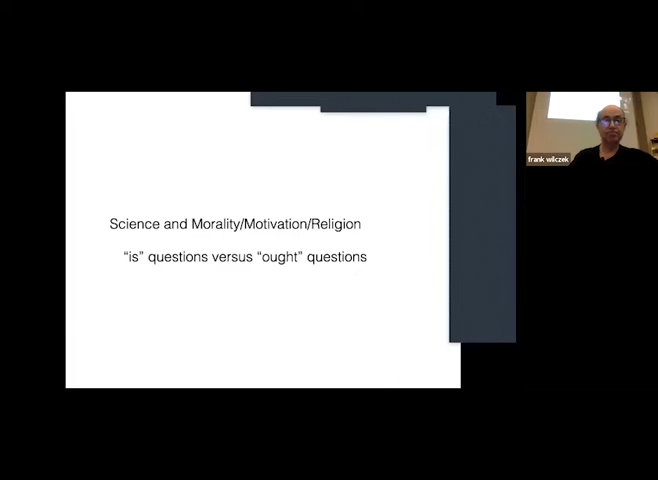 Science and Morality/Motivation/Religion
“is” questions versus “ought” questions
frank wilczek